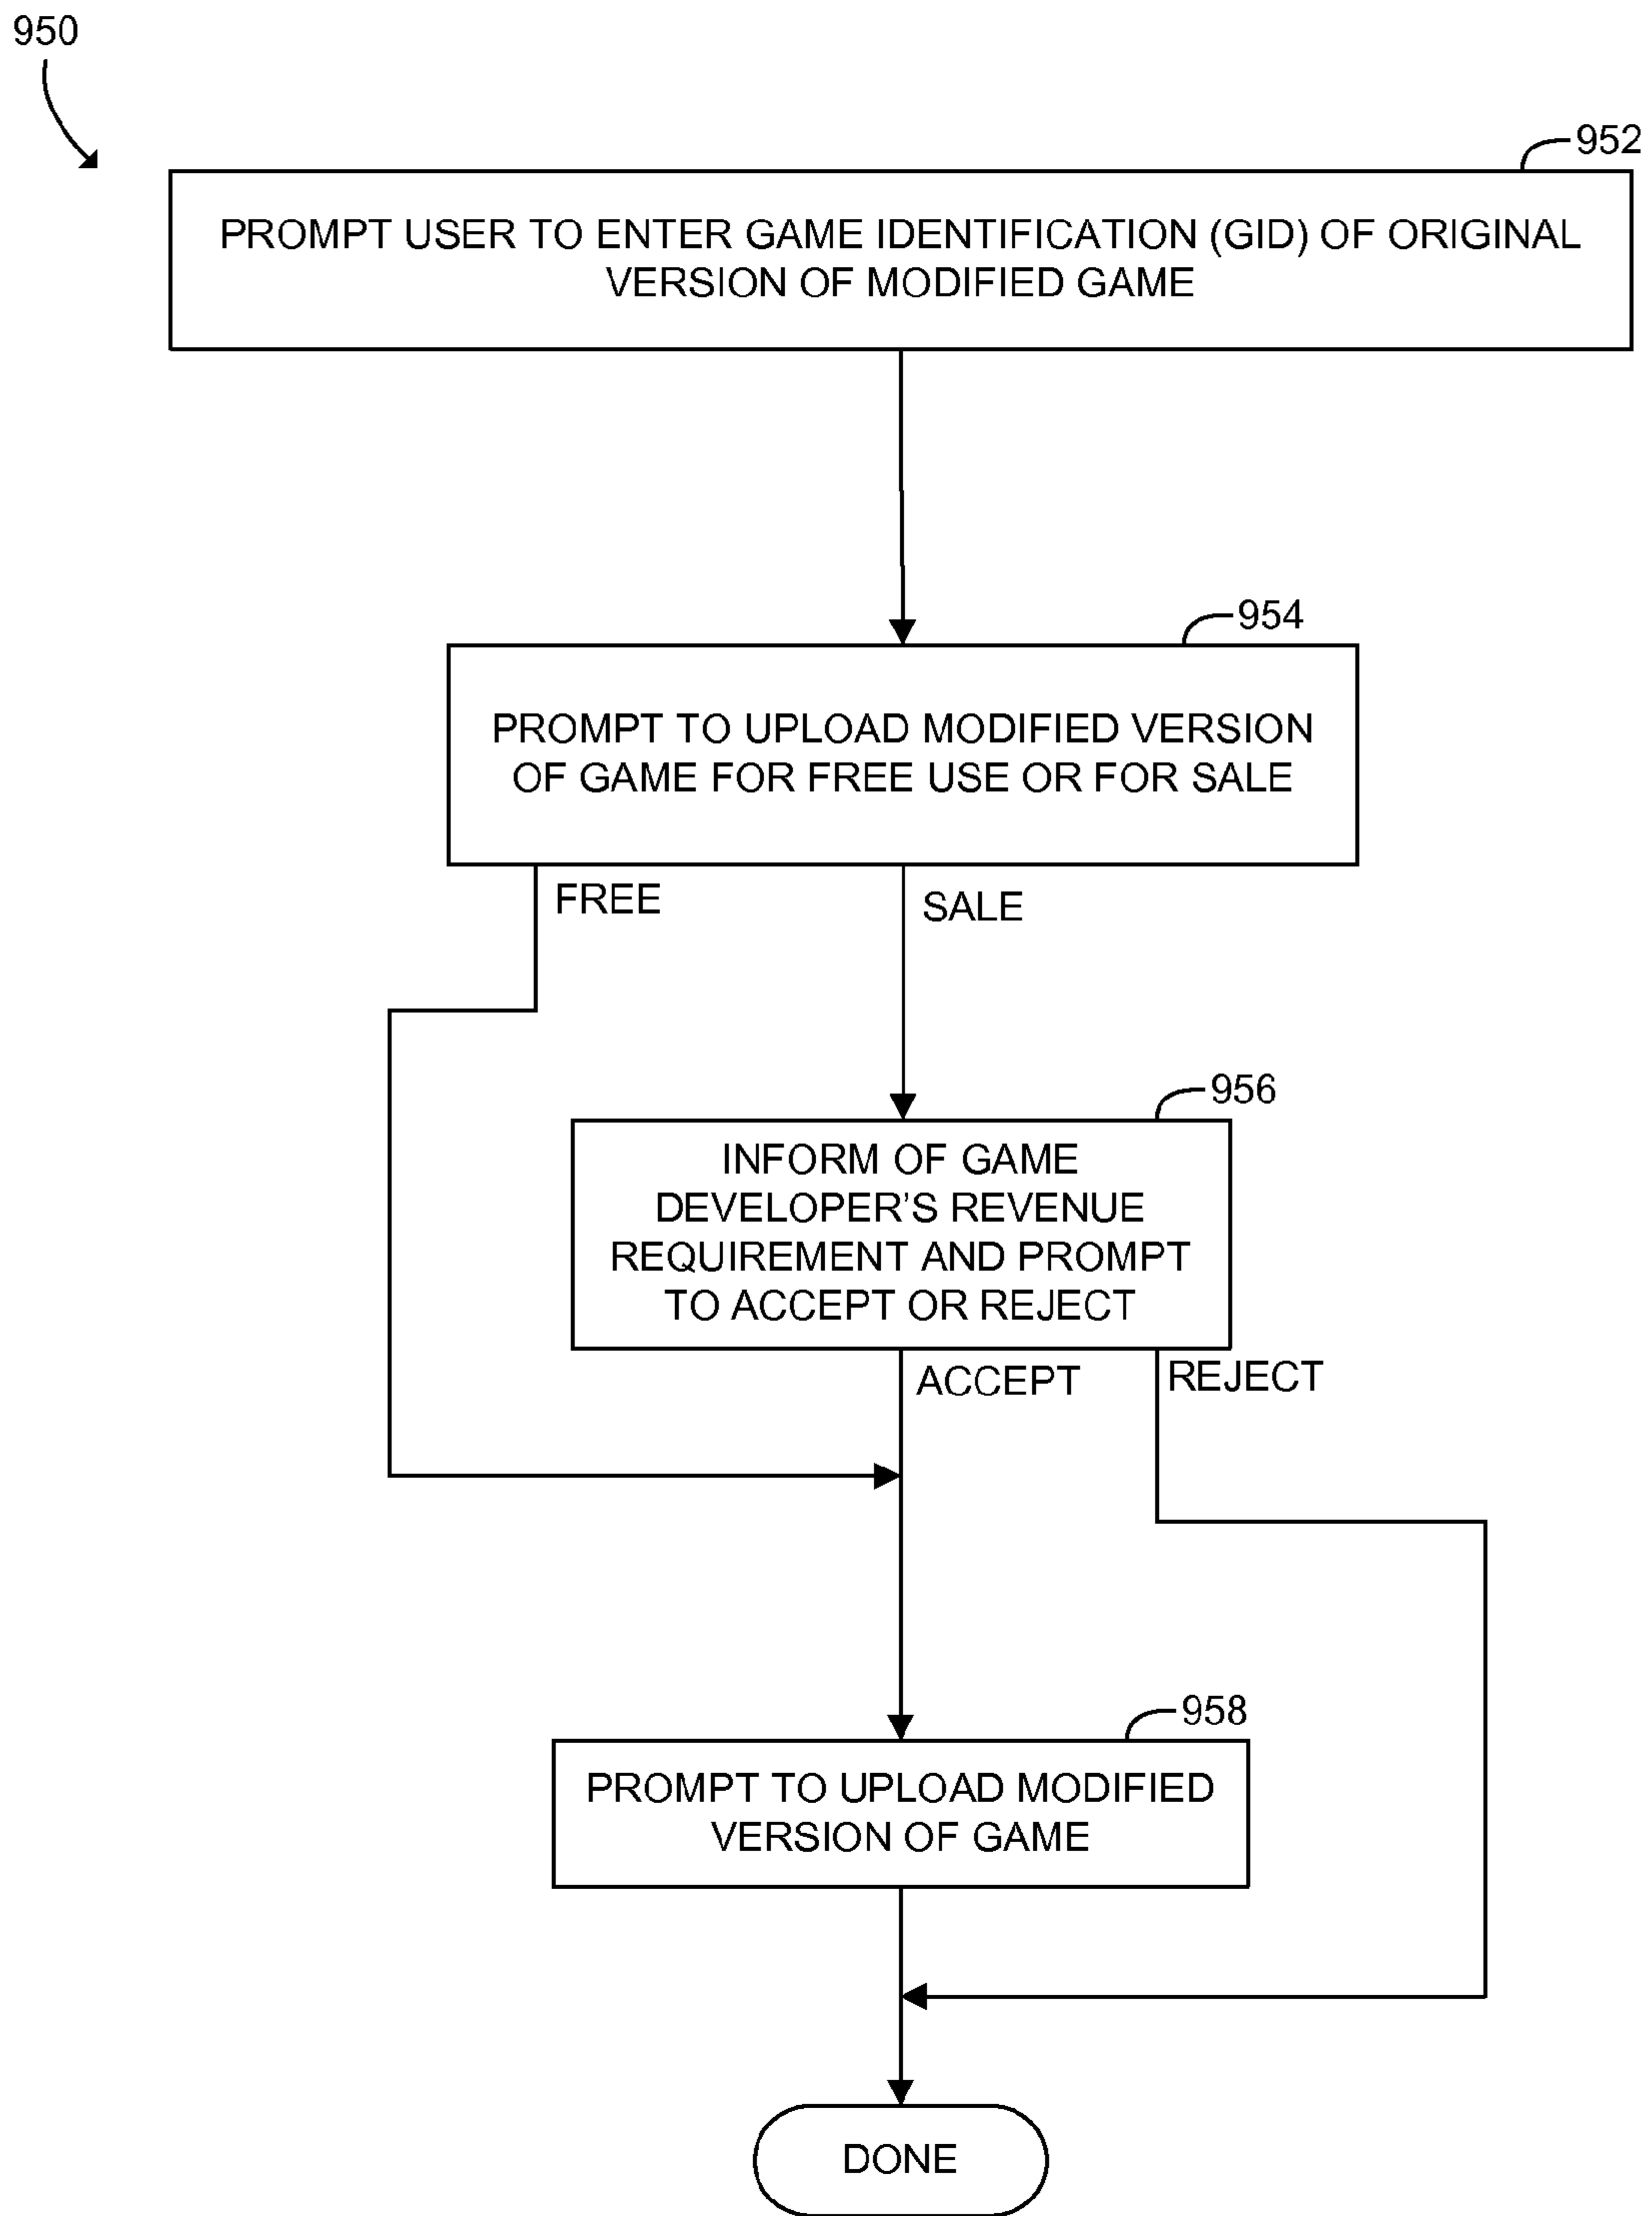 950
952
PROMPT USER TO ENTER GAME IDENTIFICATION (GID) OF ORIGINAL
VERSION OF MODIFIED GAME
954
PROMPT TO UPLOAD MODIFIED VERSION
OF GAME FOR FREE USE OR FOR SALE
FREE
SALE
956
INFORM OF GAME
DEVELOPER'S REVENUE
REQUIREMENT AND PROMPT
TO ACCEPT OR REJECT
ACCEPT
REJECT
958
PROMPT TO UPLOAD MODIFIED
VERSION OF GAME
DONE